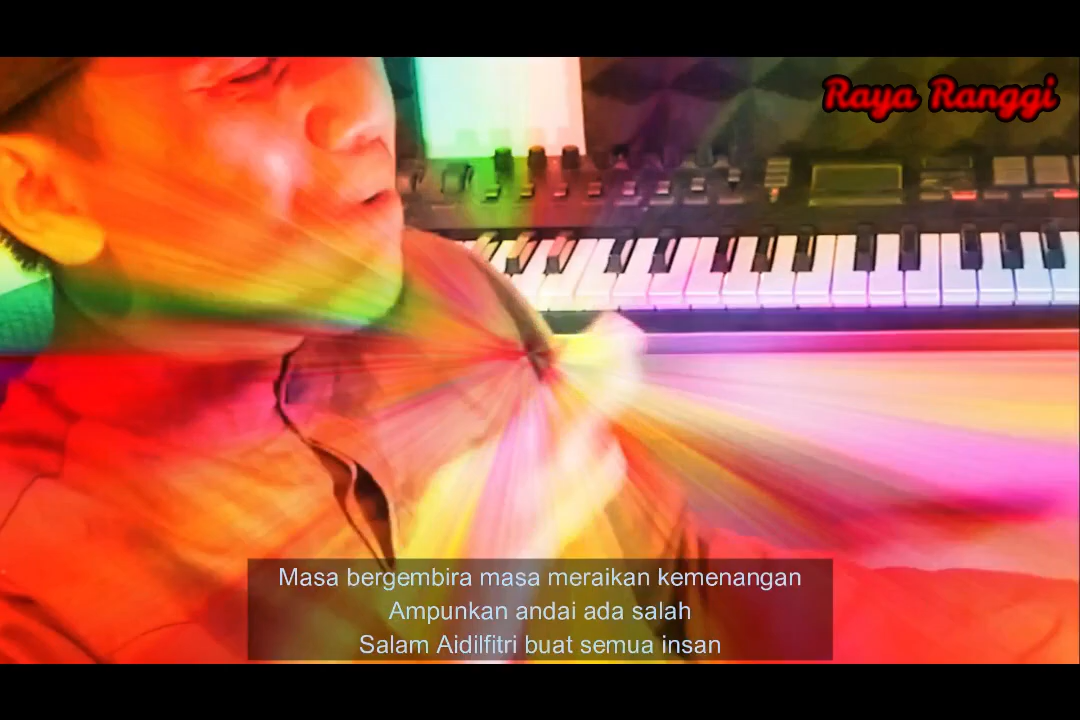 Raya Ranggi
Masa bergembira masa meraikan kemenangan
Ampunkan andai ada salah
Salam Aidilfitri buat semua insan